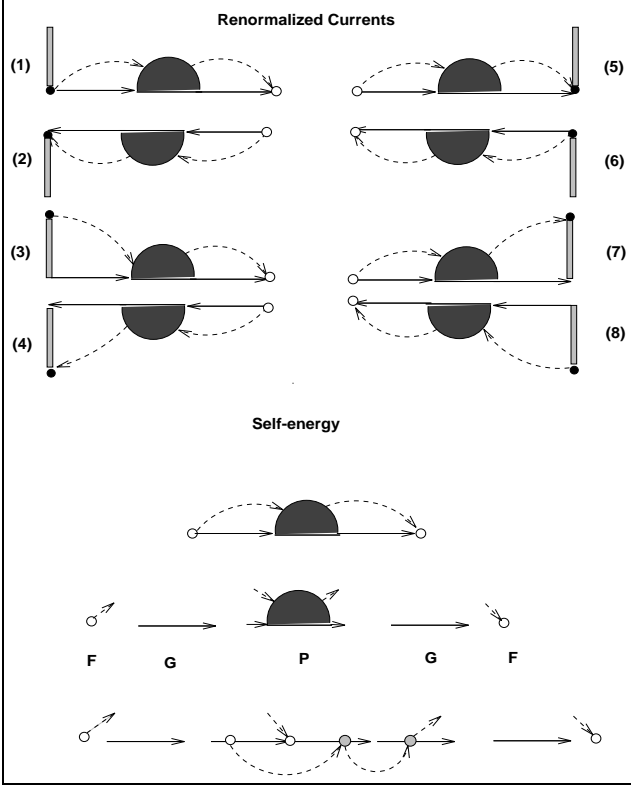 Renormalized Currents
(1) (5)
(2) (6)
(3) (7)
(4) (8)
Self-energy
F G P G F